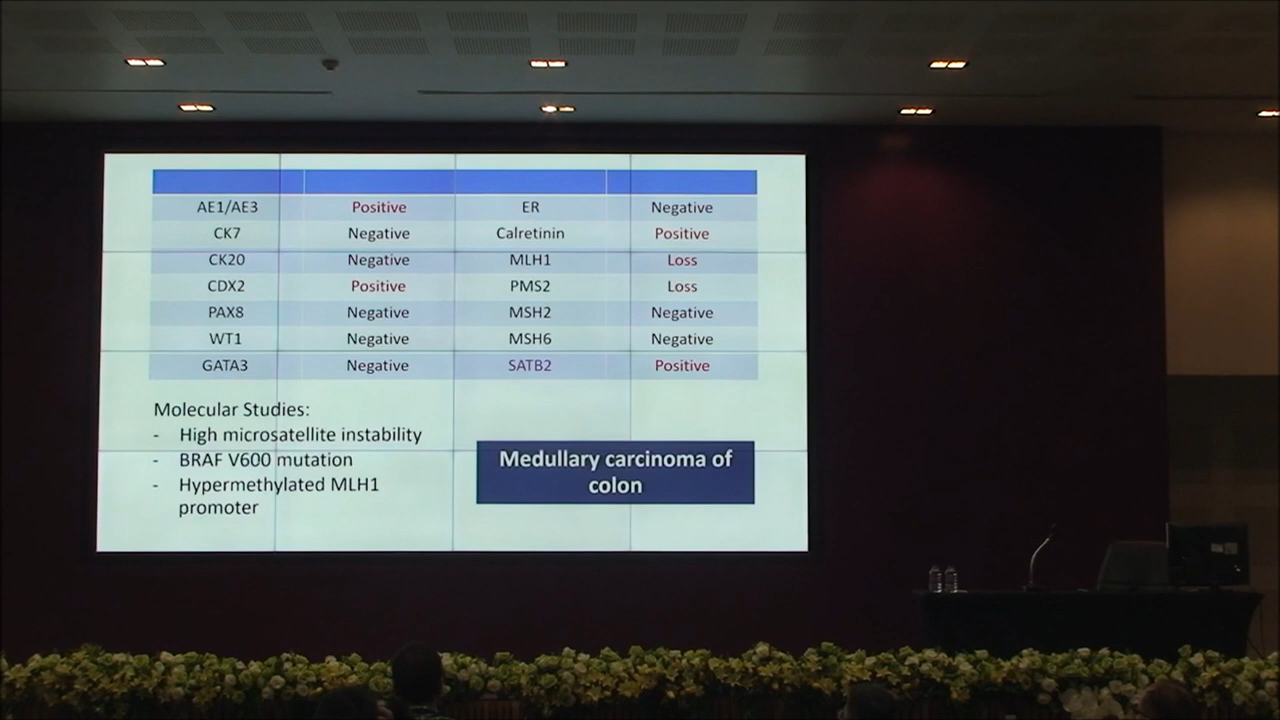 AE1/AE3 Positive ER Negative
CK7 Negative Calretinin Positive
CK20 Negative MLH1 Loss
CDX2 Positive PMS2 Loss
PAX8 Negative MSH2 Negative
WT1 Negative MSH6 Negative
GATA3 Negative SATB2 Positive
Molecular Studies:
- High microsatellite instability
- BRAF V600 mutation
- Hypermethylated MLH1
promoter
Medullary carcinoma of
colon